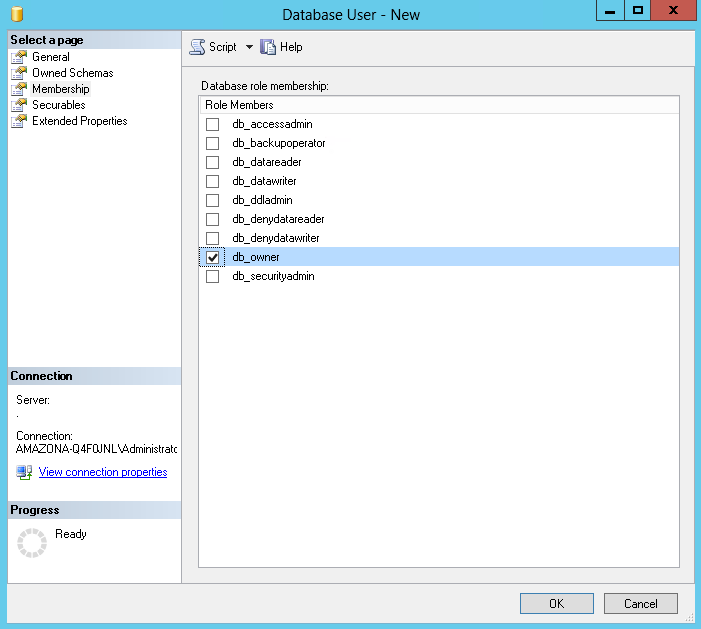 Database User - New
Select a page
General
Owned Schemas
Membership
Securables
Extended Properties
Script
Help
Database role membership:
Role Members
db_accessadmin
db_backupoperator
db_datareader
db_datawriter
db_ddladmin
db_denydatareader
db_denydatawriter
db_owner
db_securityadmin
Connection
Server:
.
Connection:
AMAZONA-Q4F0JNL\Administrato
View connection properties
Progress
Ready
OK
Cancel